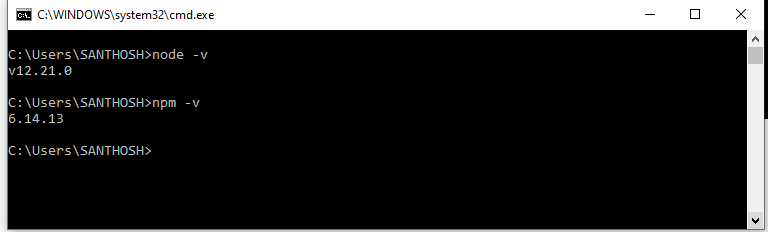 C:\WINDOWS\system32\cmd.exe
C:\Users\SANTHOSH>node -v
v12.21.0
C:\Users\SANTHOSH>npm -v
6.14.13
C:\Users\SANTHOSH>